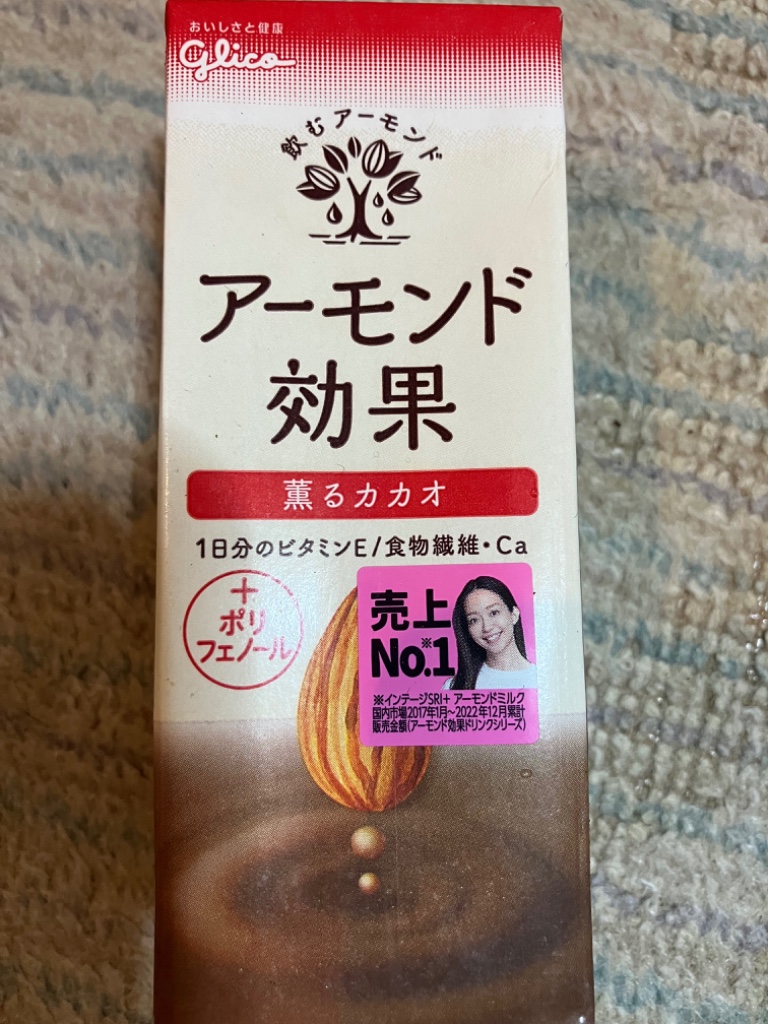 おいしさと健康
Glico
飲むアーモンド
アーモンド
効果
薫るカカオ
1日分のビタミンE/食物繊維・Ca
＋
ポリ
フェノール
売上
No.1※
※インテージSRI＋ アーモンドミルク
国内市場2017年1月～2022年12月累計
販売金額(アーモンド効果ドリンクシリーズ)